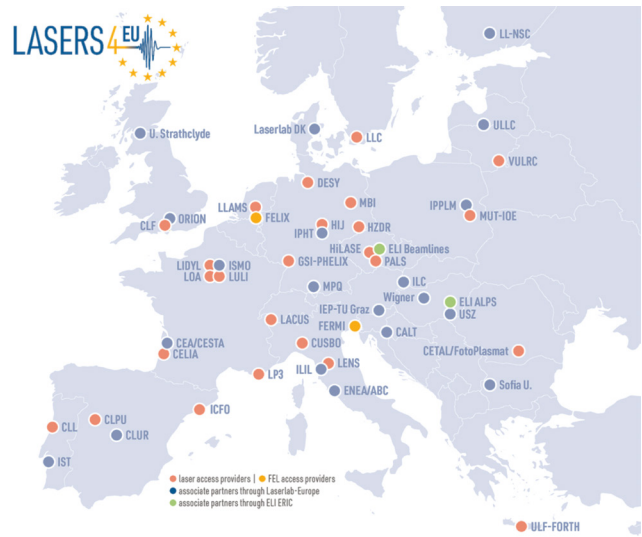 LASERS4EU
LL-NSC
U. Strathclyde
Laserlab DK
LLC
ULLC
VULRC
DESY
LLAMS
FELIX
MBI
IPPLM
MUT-IOE
CLF
ORION
HIJ
IPHT
HZDR
HiLASE
ELI Beamlines
PALS
LIDYL
ISMO
GSI-PHELIX
LOA
LULI
MPQ
ILC
Wigner
ELI ALPS
IEP-TU Graz
USZ
LACUS
FERMI
CALT
CEA/CESTA
CELIA
CUSBO
CETAL/FotoPlasmat
LP3
ILIL
LENS
ENEA/ABC
Sofia U.
ICFO
CLPU
CLL
CLUR
IST
laser access providers | FEL access providers
associate partners through Laserlab-Europe
associate partners through ELI ERIC
ULF-FORTH